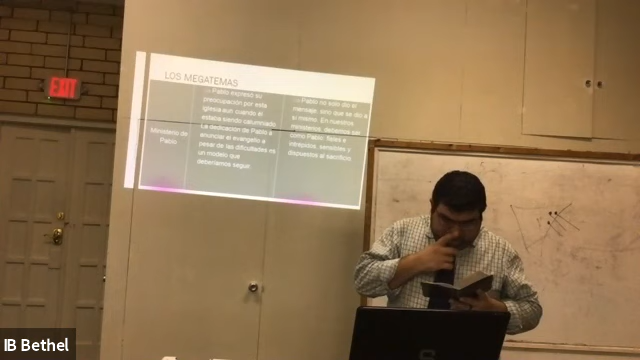 EXIT
LOS MEGATEMAS
Ministerio de
Pablo
Pablo expresó su
preocupación por esta
iglesia aun cuando él
estaba siendo calumniado.
La dedicación de Pablo a
enunciar el evangelio a
pesar de las dificultades es
un modelo que
deberíamos seguir.
Pablo no sólo dio el
mensaje, sino que se dio a
sí mismo. En nuestros
ministerios, debemos ser
como Pablo: fieles e
intrépidos, sensibles y
dispuestos al sacrificio.
IB Bethel